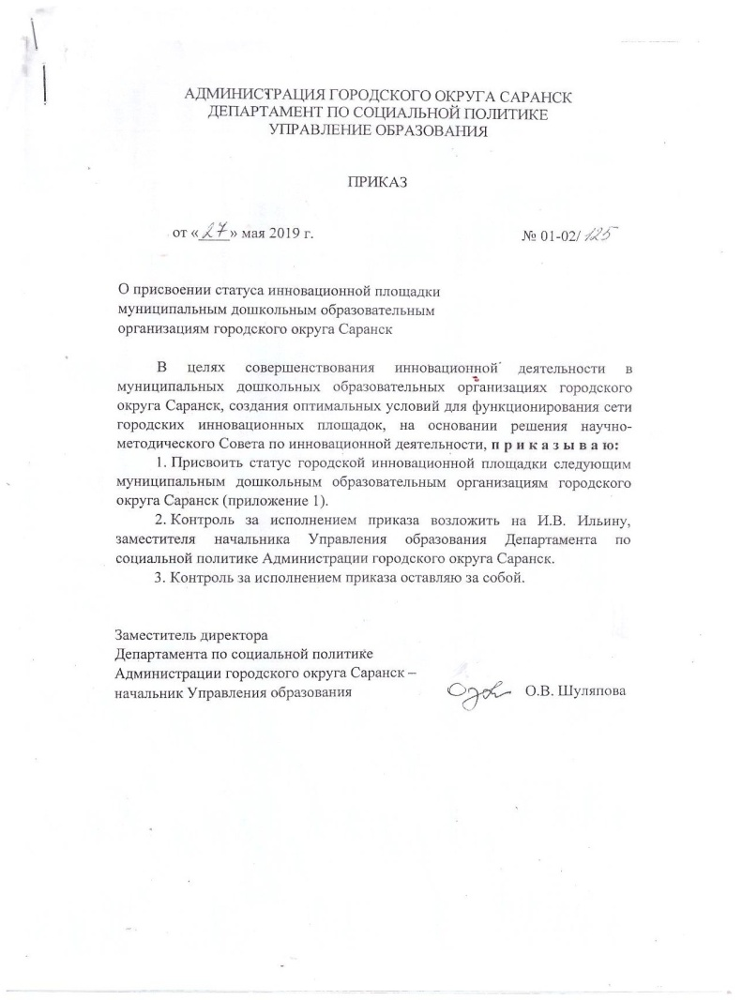 АДМИНИСТРАЦИЯ ГОРОДСКОГО ОКРУГА САРАНСК
ДЕПАРТАМЕНТ ПО СОЦИАЛЬНОЙ ПОЛИТИКЕ
УПРАВЛЕНИЕ ОБРАЗОВАНИЯ
ПРИКАЗ
от «27» мая 2019 г. № 01-02/125
О присвоении статуса инновационной площадки
муниципальным дошкольным образовательным
организациям городского округа Саранск
В целях совершенствования инновационной деятельности в
муниципальных дошкольных образовательных организациях городского
округа Саранск, создания оптимальных условий для функционирования сети
городских инновационных площадок, на основании решения научно-
методического Совета по инновационной деятельности, п р и к а з ы в а ю:
1. Присвоить статус городской инновационной площадки следующим
муниципальным дошкольным образовательным организациям городского
округа Саранск (приложение 1).
2. Контроль за исполнением приказа возложить на И.В. Ильину,
заместителя начальника Управления образования Департамента по
социальной политике Администрации городского округа Саранск.
3. Контроль за исполнением приказа оставляю за собой.
Заместитель директора
Департамента по социальной политике
Администрации городского округа Саранск –
начальник Управления образования О.В. Шуляпова